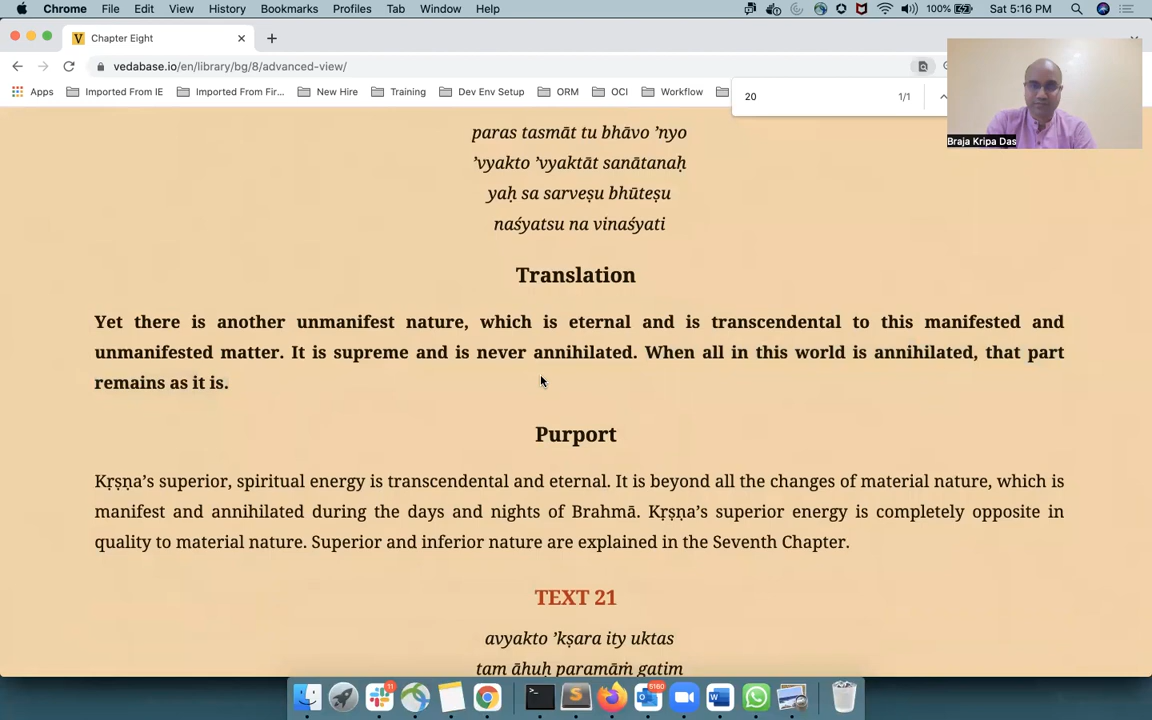 Chrome File Edit View History Bookmarks Profiles Tab Window Help 100% Sat 5:16 PM
Chapter Eight
vedabase.io/en/library/bg/8/advanced-view/
Apps Imported From IE Imported From Fir... New Hire Training Dev Env Setup ORM OCI Workflow
20 1/1
Braja Kripa Das
paras tasmāt tu bhāvo ’nyo
’vyakto ’vyaktāt sanātanaḥ
yaḥ sa sarveṣu bhūteṣu
naśyatsu na vinaśyati
Translation
Yet there is another unmanifest nature, which is eternal and is transcendental to this manifested and
unmanifested matter. It is supreme and is never annihilated. When all in this world is annihilated, that part
remains as it is.
Purport
Kṛṣṇa’s superior, spiritual energy is transcendental and eternal. It is beyond all the changes of material nature, which is
manifest and annihilated during the days and nights of Brahmā. Kṛṣṇa’s superior energy is completely opposite in
quality to material nature. Superior and inferior nature are explained in the Seventh Chapter.
TEXT 21
avyakto ’kṣara ity uktas
tam āhuḥ paramāṁ gatim
11
5160